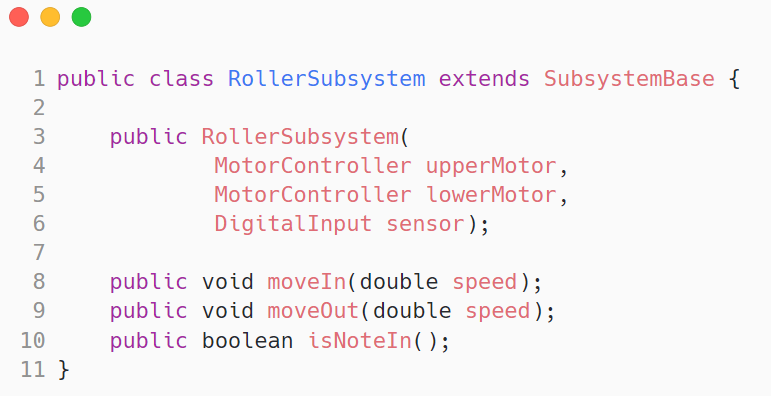 1 public class RollerSubsystem extends SubsystemBase {
2
3     public RollerSubsystem(
4             MotorController upperMotor,
5             MotorController lowerMotor,
6             DigitalInput sensor);
7
8     public void moveIn(double speed);
9     public void moveOut(double speed);
10     public boolean isNoteIn();
11 }